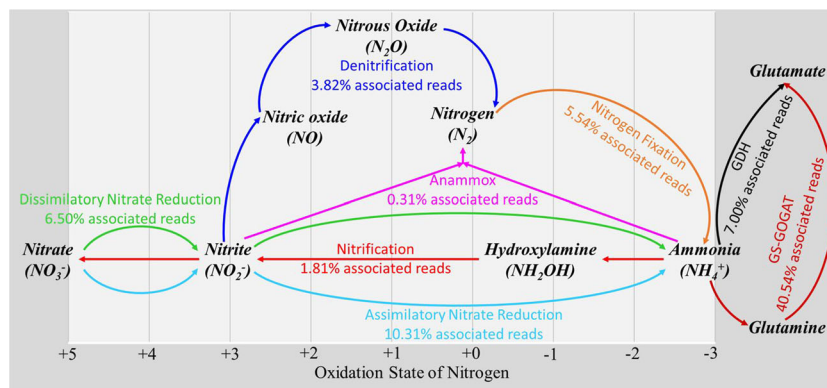 Nitrous Oxide
(N₂O)
Denitrification
3.82% associated reads
Glutamate
Nitric oxide
(NO)
Nitrogen
(N₂)
Nitrogen Fixation
5.54% associated reads
GDH
7.00% associated reads
GS-GOGAT
40.54% associated reads
Anammox
0.31% associated reads
Dissimilatory Nitrate Reduction
6.50% associated reads
Nitrate
(NO₃⁻)
Nitrite
(NO₂⁻)
Nitrification
1.81% associated reads
Hydroxylamine
(NH₂OH)
Ammonia
(NH₄⁺)
Assimilatory Nitrate Reduction
10.31% associated reads
Glutamine
+5 +4 +3 +2 +1 +0 -1 -2 -3
Oxidation State of Nitrogen